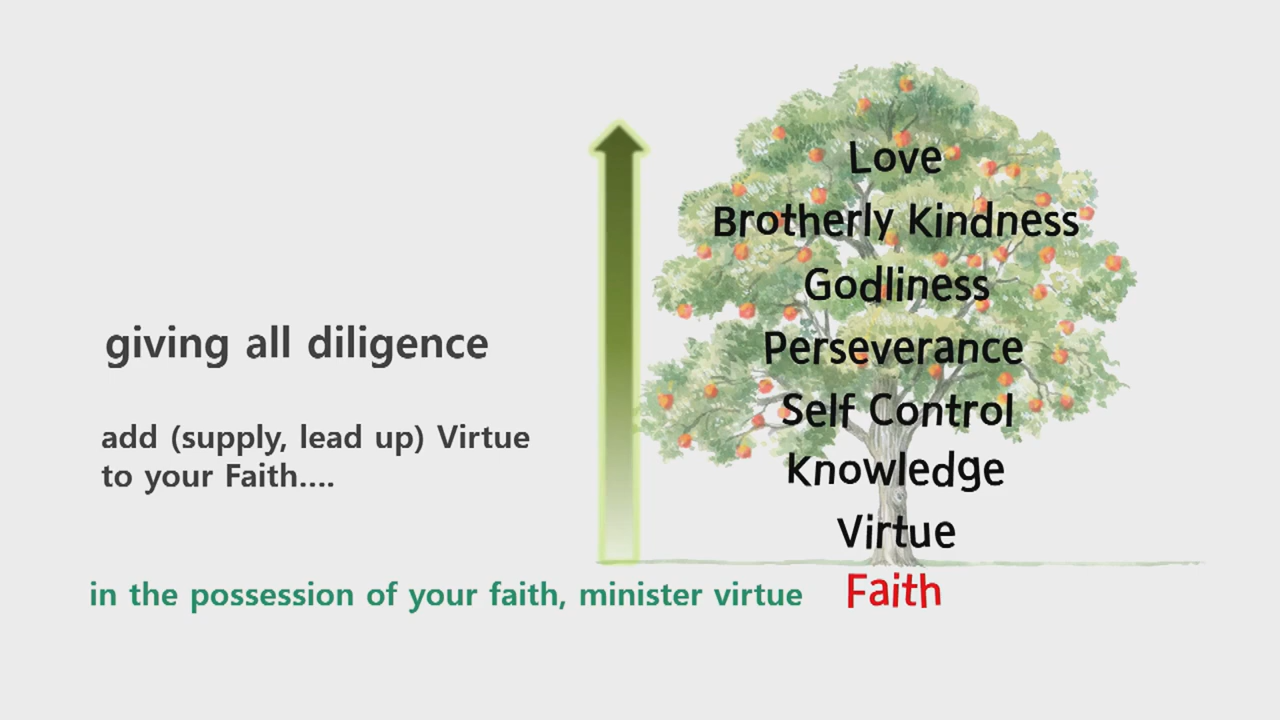 Love
Brotherly Kindness
Godliness
giving all diligence
Perseverance
Self Control
add (supply, lead up) Virtue
to your Faith....
Knowledge
Virtue
in the possession of your faith, minister virtue
Faith